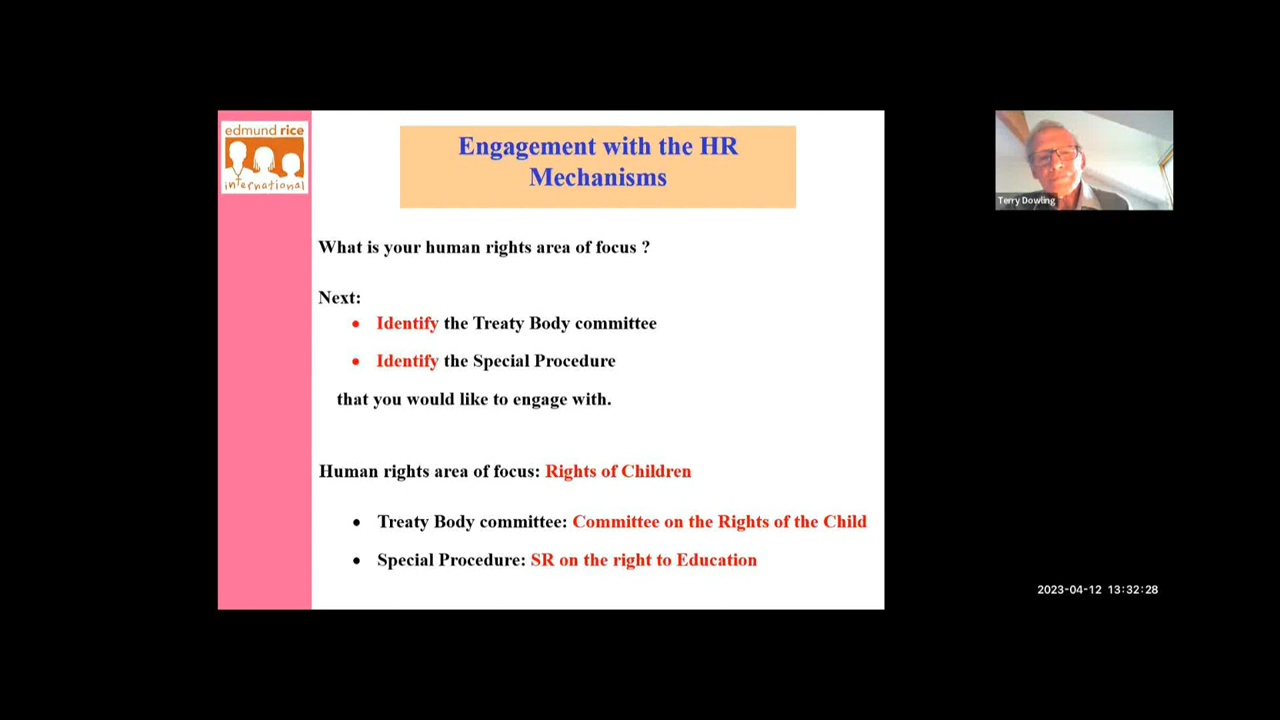 edmund rice
international
Engagement with the HR
Mechanisms
What is your human rights area of focus ?
Next:
• Identify the Treaty Body committee
• Identify the Special Procedure
that you would like to engage with.
Human rights area of focus: Rights of Children
• Treaty Body committee: Committee on the Rights of the Child
• Special Procedure: SR on the right to Education
Terry Dowling
2023-04-12 13:32:28